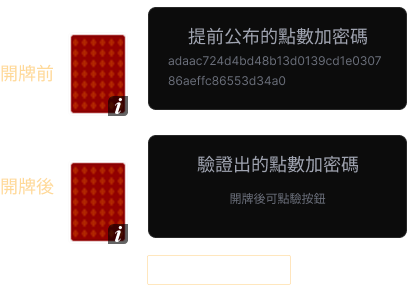 提前公布的點數加密碼
adaac724d4bd48b13d0139cd1e0307
86aeffc86553d34a0
開牌前
i
驗證出的點數加密碼
開牌後可點驗按鈕
開牌後
i